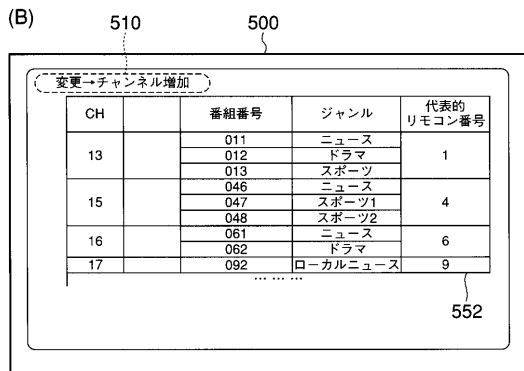 (B)
510
500
変更→チャンネル増加
CH 番組番号 ジャンル 代表的リモコン番号
13 011 ニュース 1
012 ドラマ
013 スポーツ
15 046 ニュース 4
047 スポーツ1
048 スポーツ2
16 061 ニュース 6
062 ドラマ
17 092 ローカルニュース 9
… … …
552